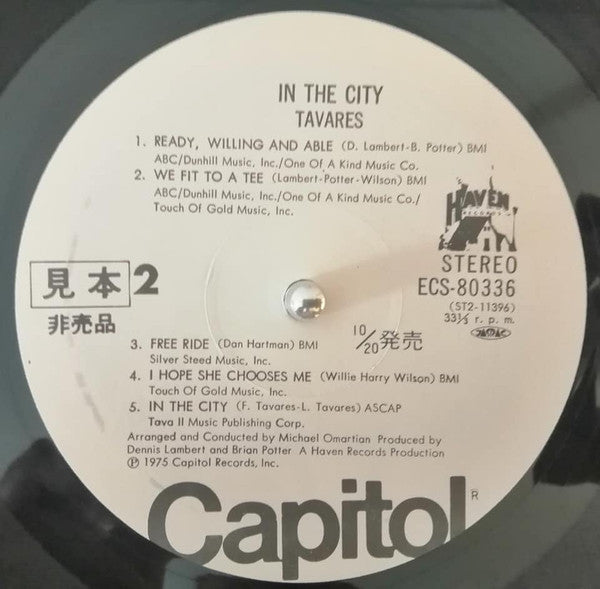 IN THE CITY
TAVARES
1. READY, WILLING AND ABLE (D. Lambert-B. Potter) BMI
ABC/Dunhill Music, Inc./One Of A Kind Music Co.
2. WE FIT TO A TEE (Lambert-Potter-Wilson) BMI
ABC/Dunhill Music, Inc./One Of A Kind Music Co./
Touch Of Gold Music, Inc.
HAVEN
RECORDS
STEREO
ECS-80336
(ST2-11396)
33⅓ r. p. m.
JASRAC
見本 2
非売品
10/20発売
3. FREE RIDE (Dan Hartman) BMI
Silver Steed Music, Inc.
4. I HOPE SHE CHOOSES ME (Willie Harry Wilson) BMI
Touch Of Gold Music, Inc.
5. IN THE CITY (F. Tavares-L. Tavares) ASCAP
Tava II Music Publishing Corp.
Arranged and Conducted by Michael Omartian Produced by
Dennis Lambert and Brian Potter A Haven Records Production
℗ 1975 Capitol Records, Inc.
Capitol®